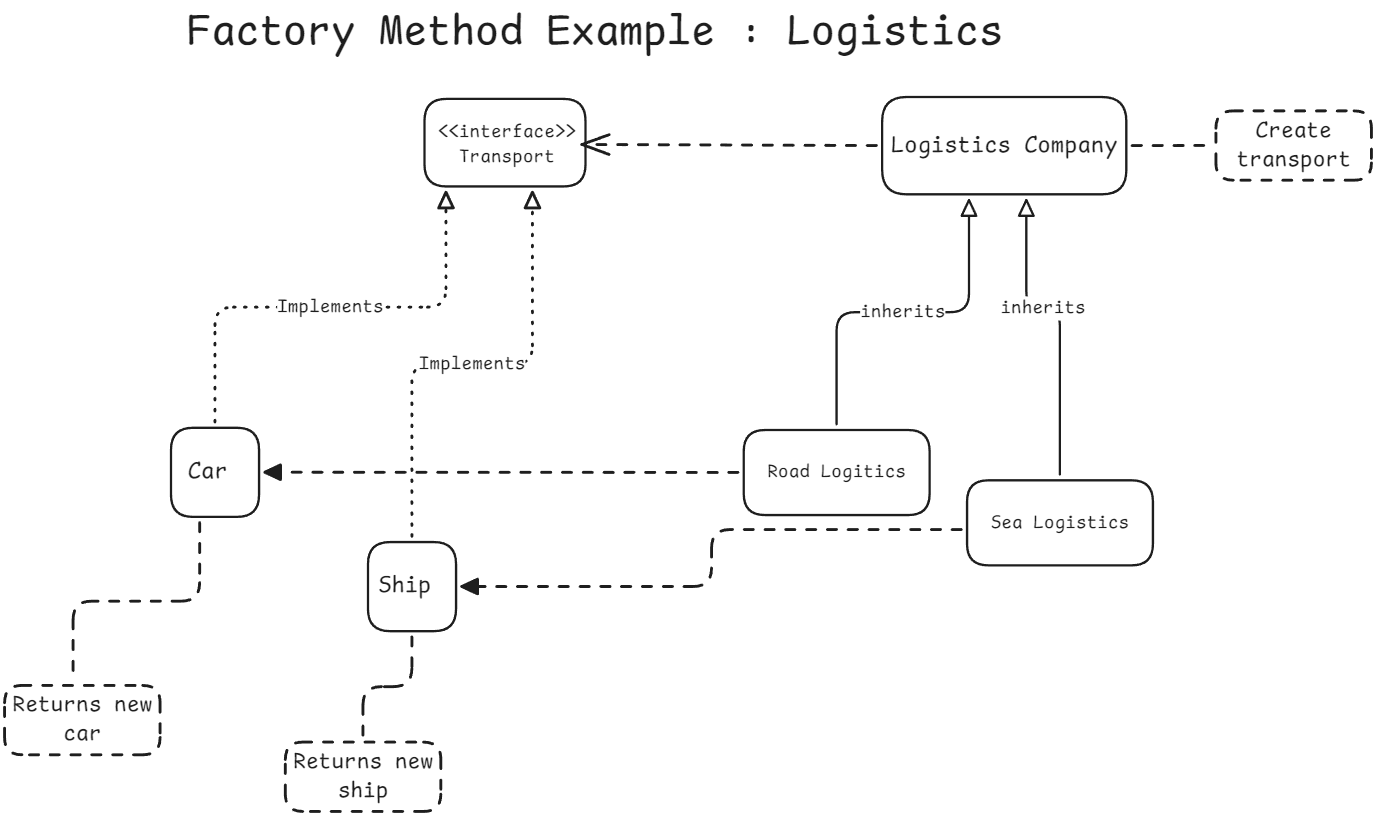 Factory Method Example : Logistics
<<interface>>
Transport
Logistics Company
Create
transport
Implements
inherits
inherits
Implements
Car
Road Logitics
Sea Logistics
Ship
Returns new
car
Returns new
ship